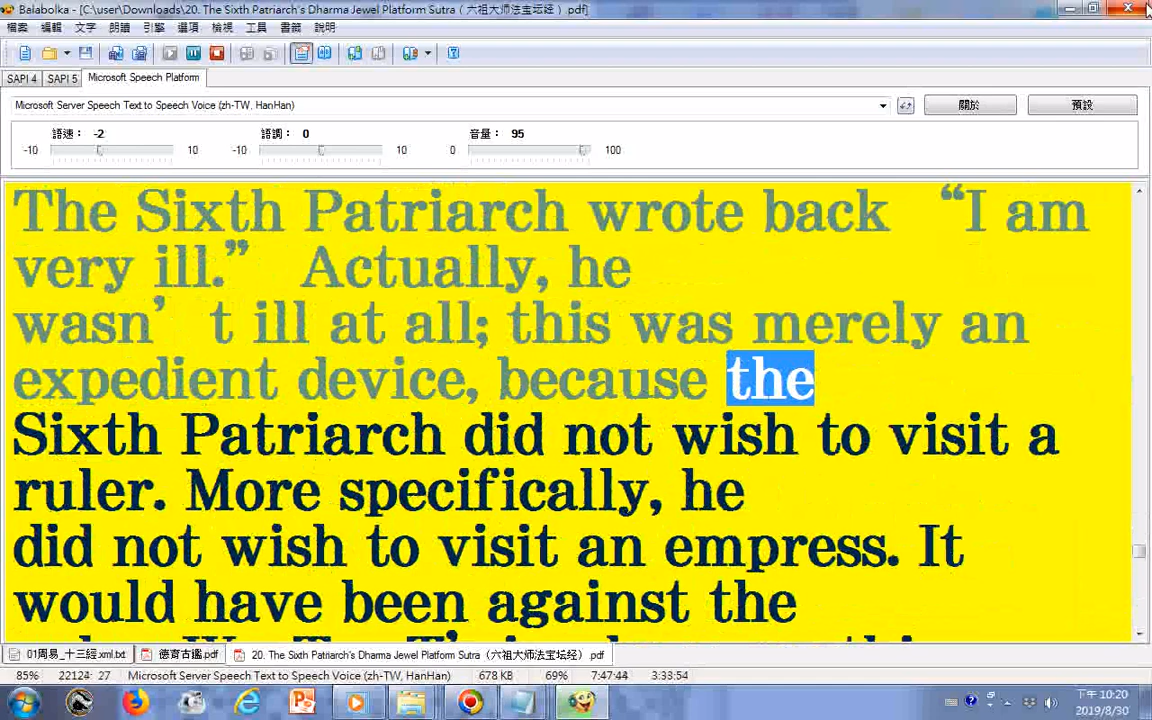 Balabolka - [C:\user\Downloads\20. The Sixth Patriarch's Dharma Jewel Platform Sutra（六祖大师法宝坛经）.pdf]
檔案 編輯 文字 朗讀 引擎 選項 檢視 工具 書籤 說明
SAPI 4 SAPI 5 Microsoft Speech Platform
Microsoft Server Speech Text to Speech Voice (zh-TW, HanHan) 關於 預設
語速： -2 語調： 0 音量： 95
-10 10 -10 10 0 100
The Sixth Patriarch wrote back “I am
very ill.” Actually, he
wasn’t ill at all; this was merely an
expedient device, because the
Sixth Patriarch did not wish to visit a
ruler. More specifically, he
did not wish to visit an empress. It
would have been against the
01周易_十三經.xml.txt 德育古鑑.pdf 20. The Sixth Patriarch's Dharma Jewel Platform Sutra（六祖大师法宝坛经）.pdf
85% 22124: 27 Microsoft Server Speech Text to Speech Voice (zh-TW, HanHan) 678 KB 69% 7:47:44 3:33:54
下午 10:20
2019/8/30